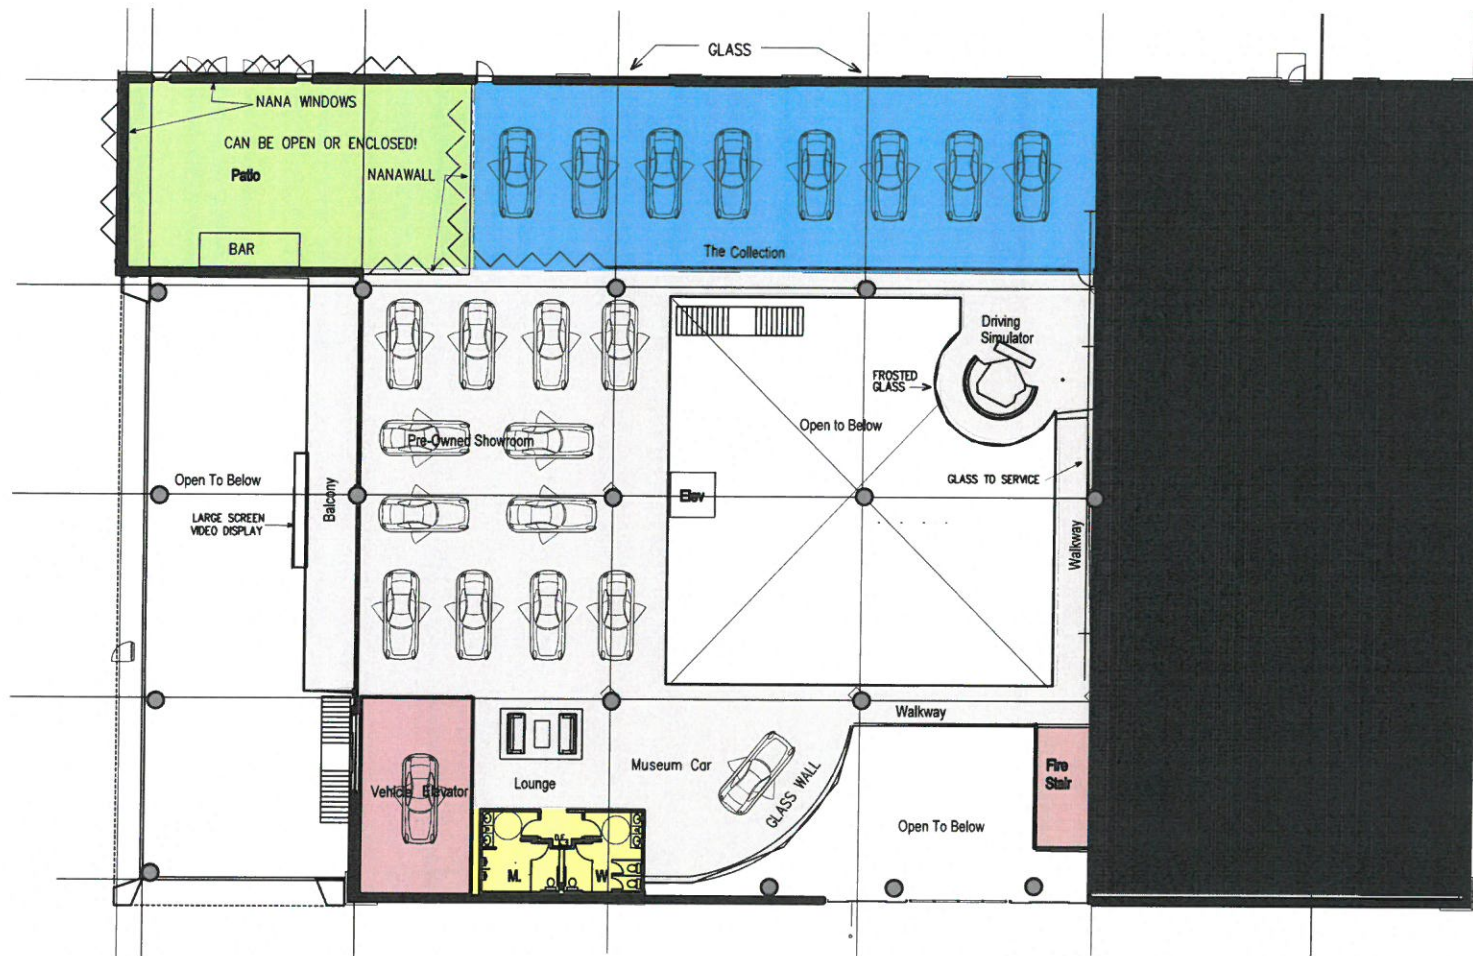 GLASS
NANA WINDOWS
CAN BE OPEN OR ENCLOSED!
Patio
NANAWALL
BAR
The Collection
Driving
Simulator
FROSTED
GLASS
Open to Below
Pre-Owned Showroom
Open To Below
Balcony
LARGE SCREEN
VIDEO DISPLAY
Elev
GLASS TO SERVICE
Walkway
Walkway
Museum Car
Lounge
Vehicle Elevator
GLASS WALL
Fire
Stair
Open To Below
M.
W